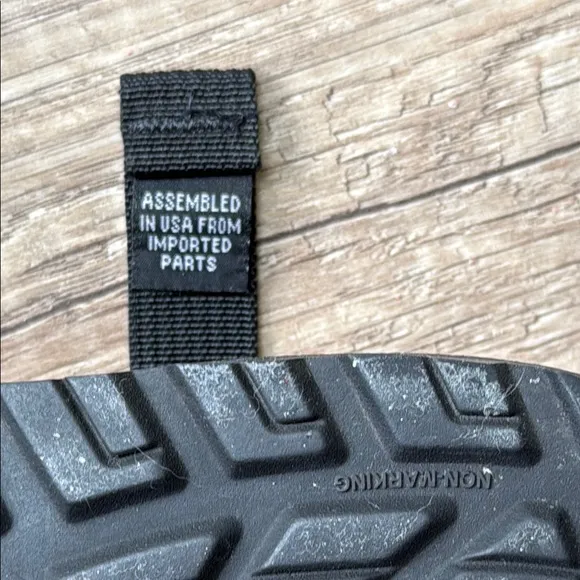 ASSEMBLED
IN USA FROM
IMPORTED
PARTS
NON-MARKING